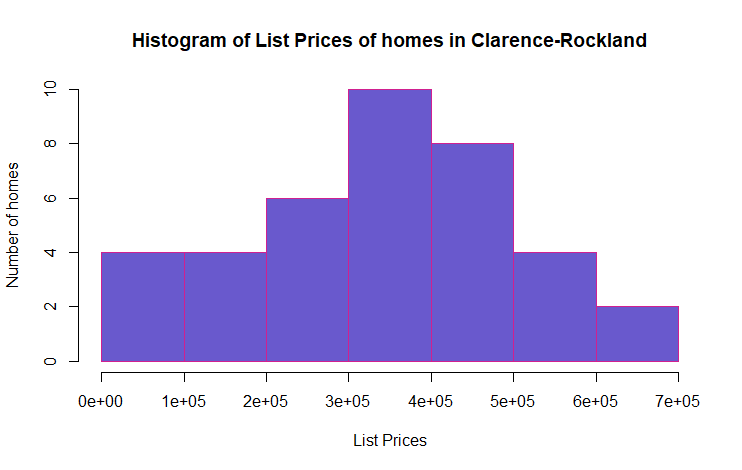 Histogram of List Prices of homes in Clarence-Rockland
Number of homes
10
8
6
4
2
0
0e+00 1e+05 2e+05 3e+05 4e+05 5e+05 6e+05 7e+05
List Prices